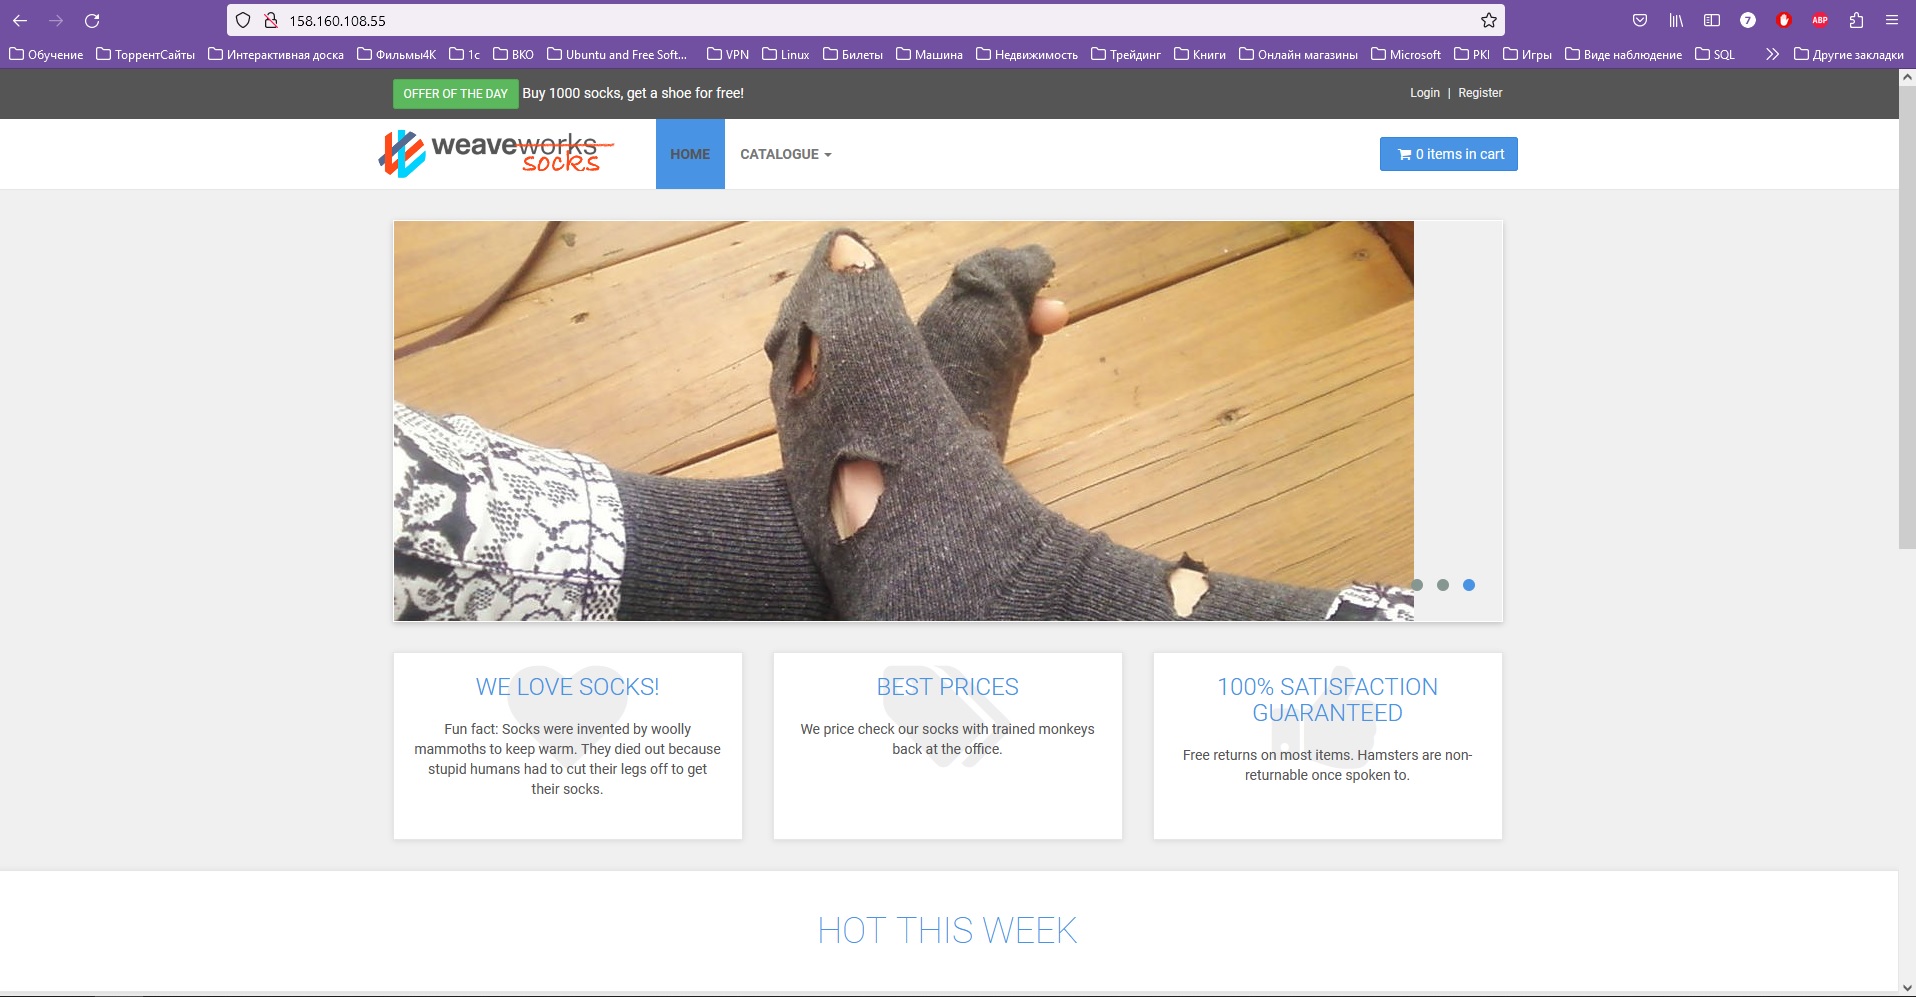 158.160.108.55
7
ABP
Обучение ТоррентСайты Интерактивная доска Фильмы4К 1c ВКО Ubuntu and Free Soft... VPN Linux Билеты Машина Недвижимость Трейдинг Книги Онлайн магазины Microsoft PKI Игры Виде наблюдение SQL Другие закладки
OFFER OF THE DAY Buy 1000 socks, get a shoe for free! Login | Register
weaveworks
socks
HOME CATALOGUE 0 items in cart
WE LOVE SOCKS!
Fun fact: Socks were invented by woolly
mammoths to keep warm. They died out because
stupid humans had to cut their legs off to get
their socks.
BEST PRICES
We price check our socks with trained monkeys
back at the office.
100% SATISFACTION
GUARANTEED
Free returns on most items. Hamsters are non-
returnable once spoken to.
HOT THIS WEEK